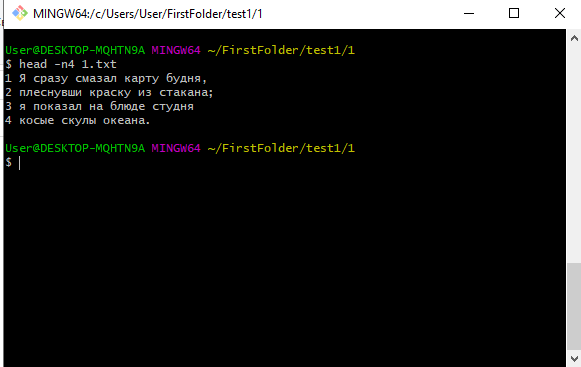 MINGW64:/c/Users/User/FirstFolder/test1/1
User@DESKTOP-MQHTN9A MINGW64 ~/FirstFolder/test1/1
$ head -n4 1.txt
1 Я сразу смазал карту будня,
2 плеснувши краску из стакана;
3 я показал на блюде студня
4 косые скулы океана.
User@DESKTOP-MQHTN9A MINGW64 ~/FirstFolder/test1/1
$